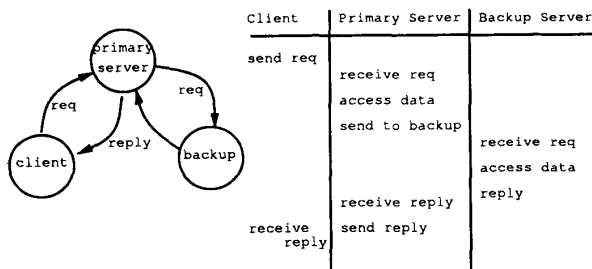 primary
server
req
req
reply
client
backup
Client Primary Server Backup Server
send req
receive req
access data
send to backup
receive req
access data
reply
receive reply
receive send reply
reply